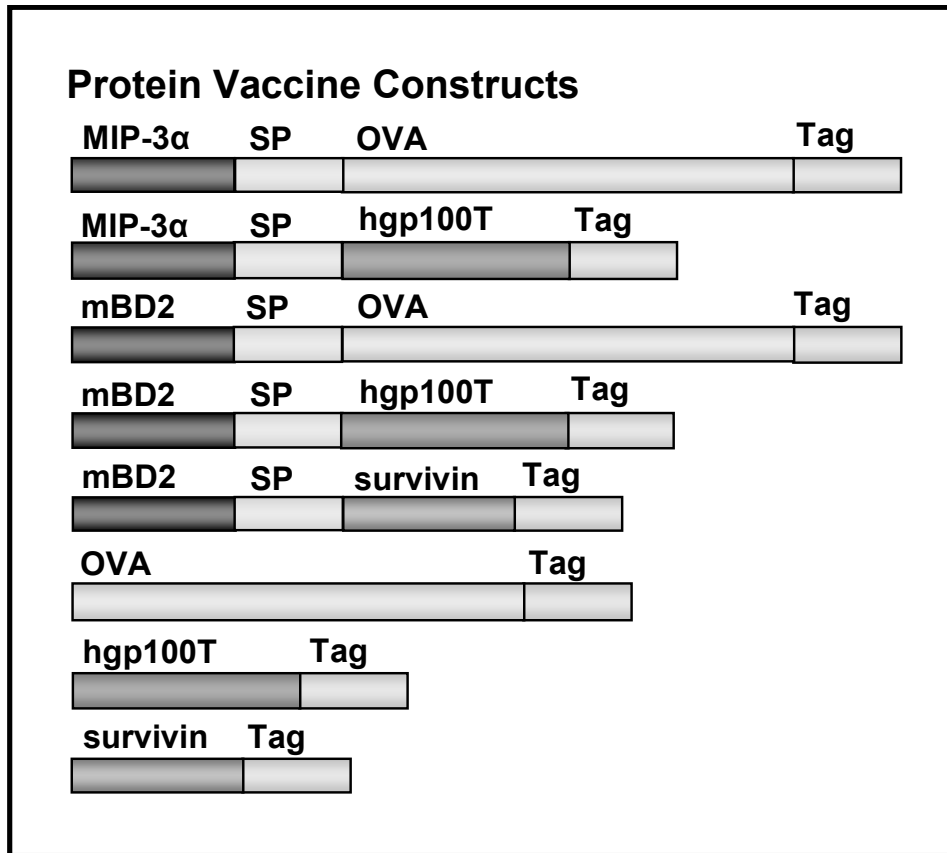 Protein Vaccine Constructs
MIP-3α SP OVA Tag
MIP-3α SP hgp100T Tag
mBD2 SP OVA Tag
mBD2 SP hgp100T Tag
mBD2 SP survivin Tag
OVA Tag
hgp100T Tag
survivin Tag